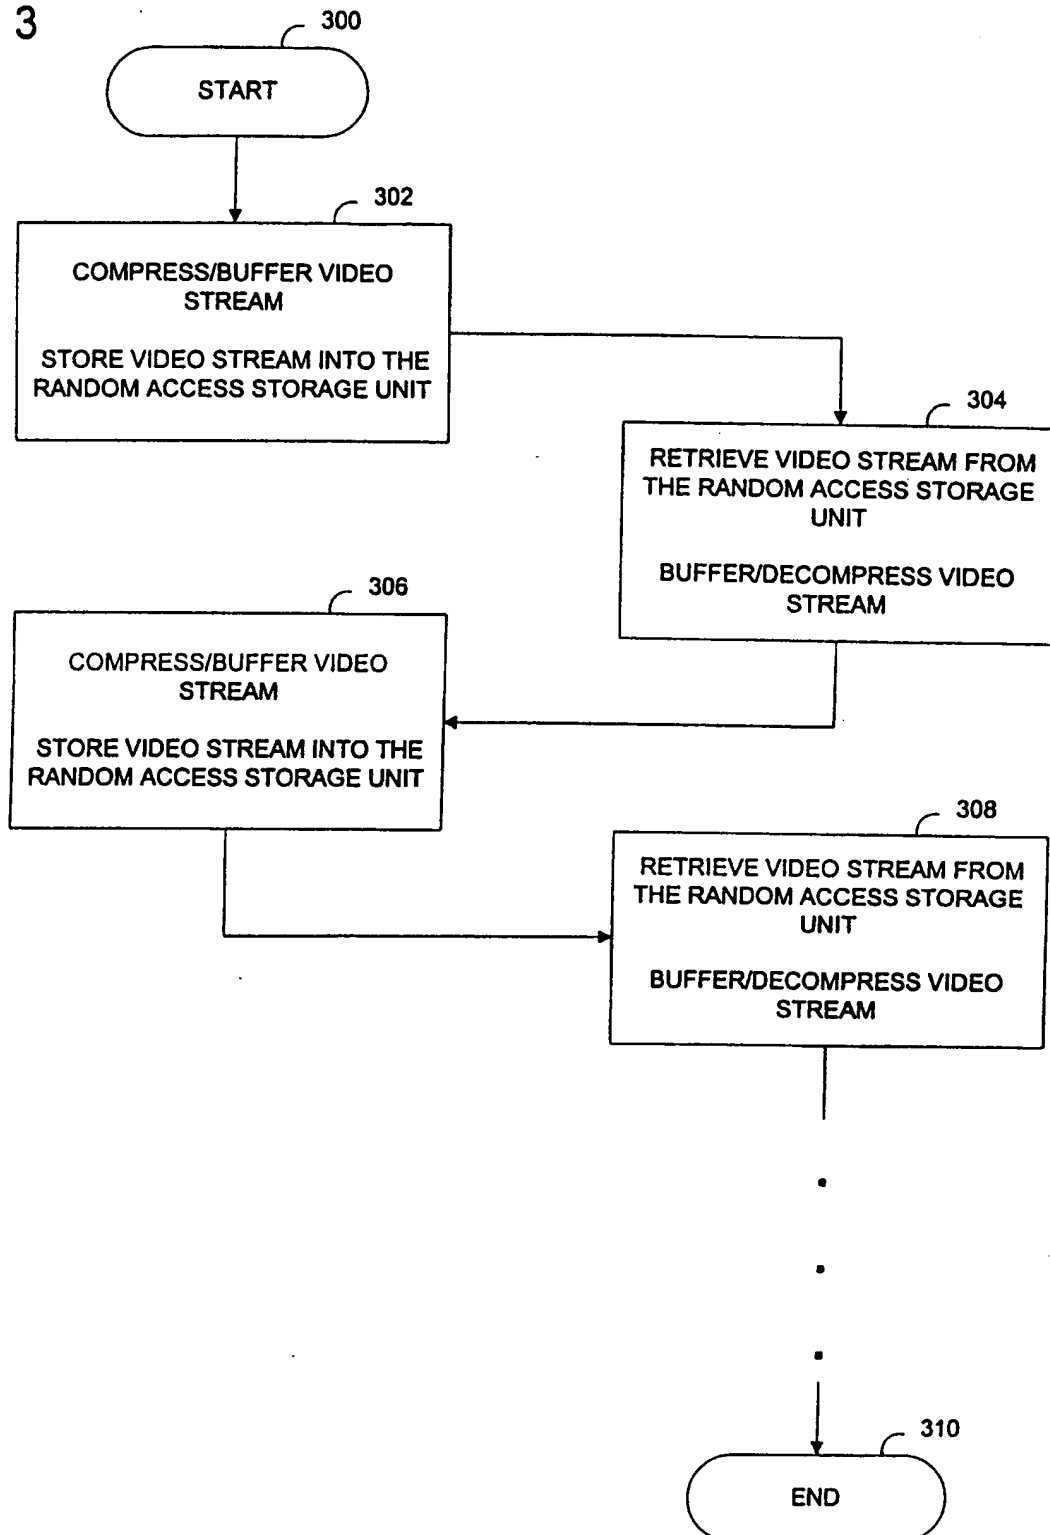 3
300
START
302
COMPRESS/BUFFER VIDEO
STREAM
STORE VIDEO STREAM INTO THE
RANDOM ACCESS STORAGE UNIT
304
RETRIEVE VIDEO STREAM FROM
THE RANDOM ACCESS STORAGE
UNIT
BUFFER/DECOMPRESS VIDEO
STREAM
306
COMPRESS/BUFFER VIDEO
STREAM
STORE VIDEO STREAM INTO THE
RANDOM ACCESS STORAGE UNIT
308
RETRIEVE VIDEO STREAM FROM
THE RANDOM ACCESS STORAGE
UNIT
BUFFER/DECOMPRESS VIDEO
STREAM
310
END